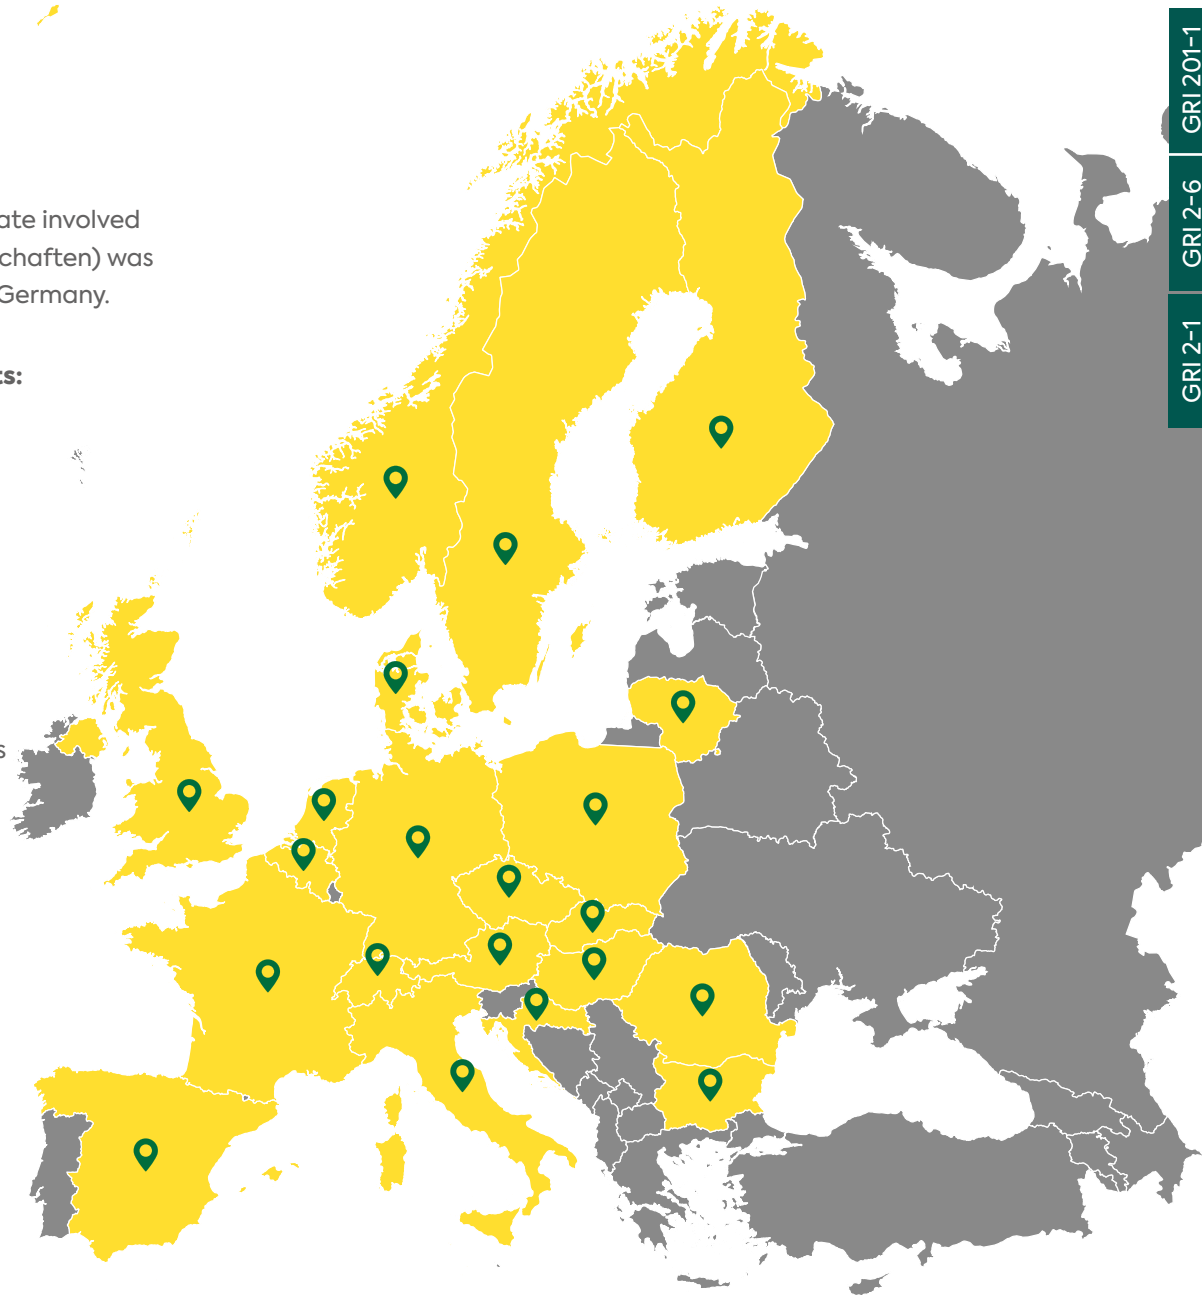 ate involved
chaften) was
Germany.
ts:
s
GRI 201-1
GRI 2-6
GRI 2-1